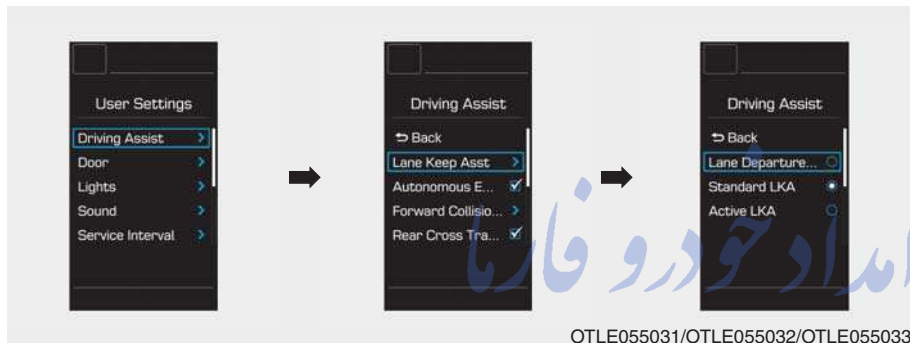 User Settings
Driving Assist
Door
Lights
Sound
Service Interval
Driving Assist
Back
Lane Keep Asst
Autonomous E...
Forward Collisio...
Rear Cross Tra...
Driving Assist
Back
Lane Departure...
Standard LKA
Active LKA
امداد خودرو فارما
OTLE055031/OTLE055032/OTLE055033